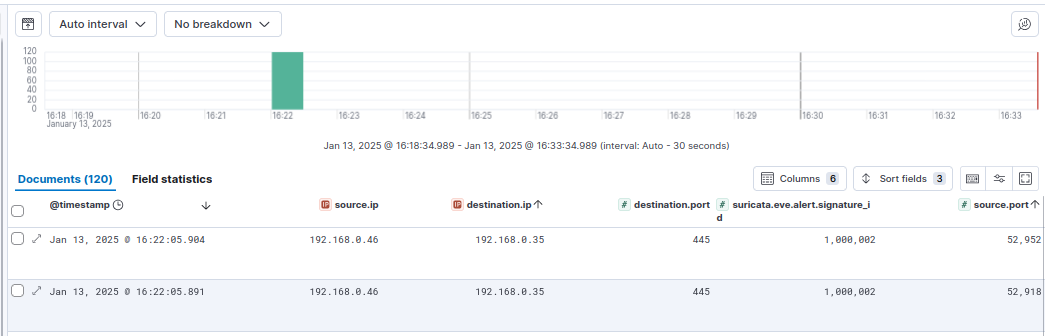 Auto interval No breakdown
120
100
80
60
40
20
0
16:18 16:19 16:20 16:21 16:22 16:23 16:24 16:25 16:26 16:27 16:28 16:29 16:30 16:31 16:32 16:33
January 13, 2025
Jan 13, 2025 @ 16:18:34.989 - Jan 13, 2025 @ 16:33:34.989 (interval: Auto - 30 seconds)
Documents (120) Field statistics Columns 6 Sort fields 3
@timestamp source.ip destination.ip destination.port suricata.eve.alert.signature_i source.port
d
Jan 13, 2025 @ 16:22:05.904 192.168.0.46 192.168.0.35 445 1,000,002 52,952
Jan 13, 2025 @ 16:22:05.891 192.168.0.46 192.168.0.35 445 1,000,002 52,918